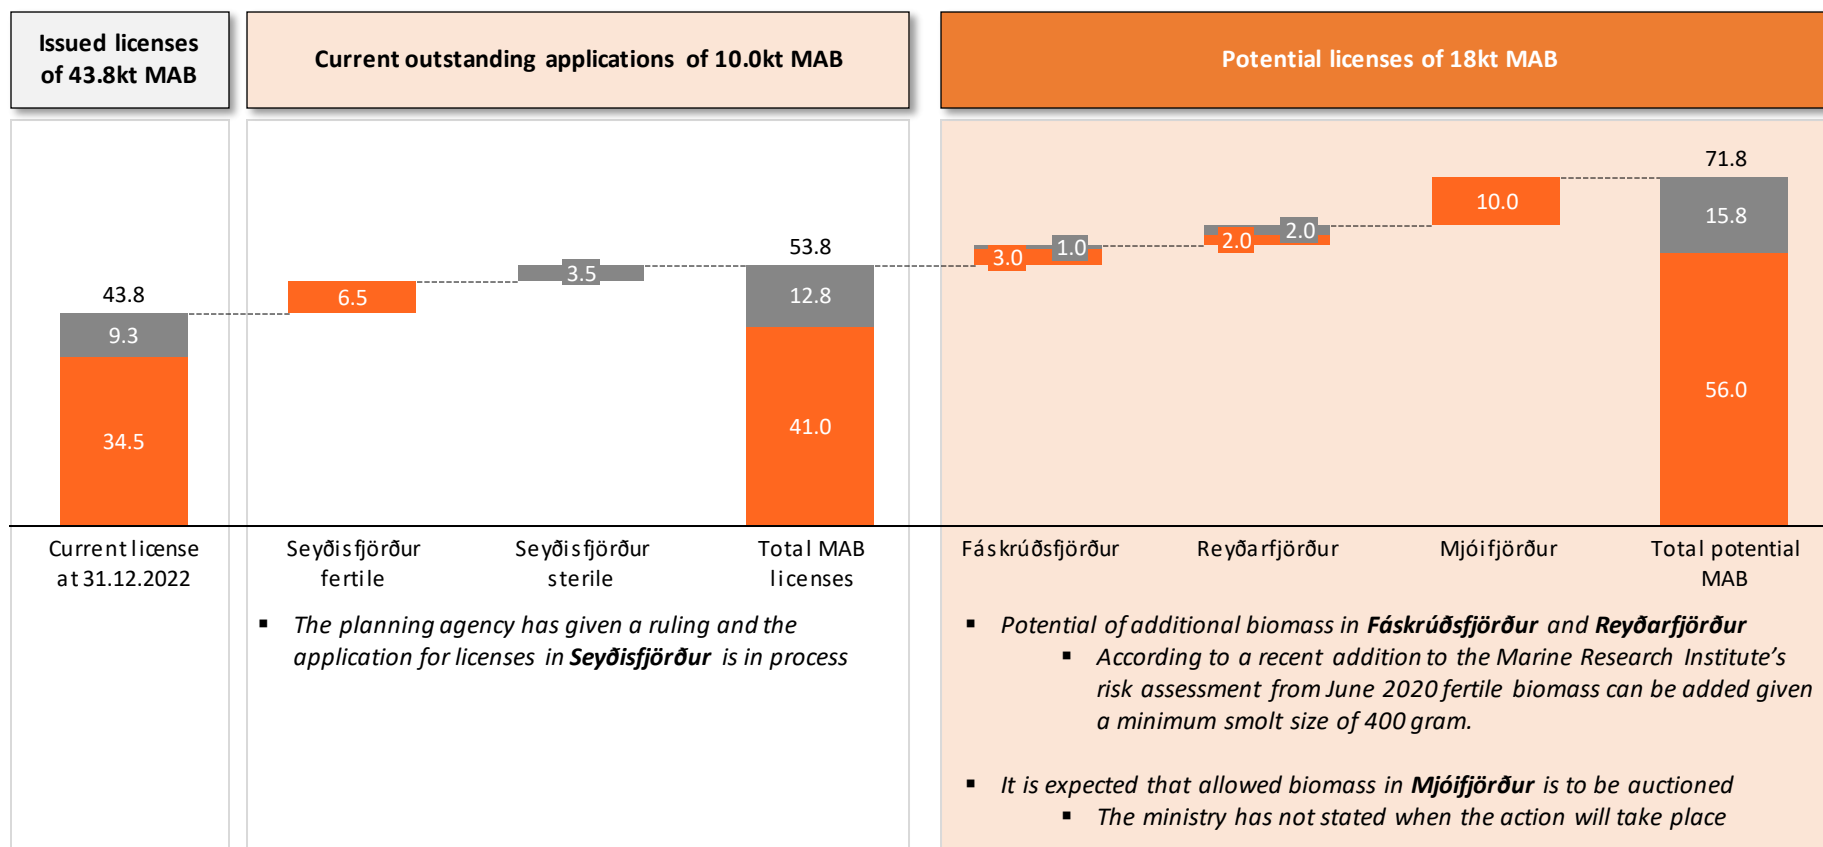 Issued licenses
of 43.8kt MAB
Current outstanding applications of 10.0kt MAB
Potential licenses of 18kt MAB
43.8
9.3
34.5
6.5
3.5
53.8
12.8
41.0
3.0
1.0
2.0
2.0
10.0
71.8
15.8
56.0
Current license
at 31.12.2022
Seyðisfjörður
fertile
Seyðisfjörður
sterile
Total MAB
licenses
Fáskrúðsfjörður
Reyðarfjörður
Mjóifjörður
Total potential
MAB
▪ The planning agency has given a ruling and the
application for licenses in Seyðisfjörður is in process
▪ Potential of additional biomass in Fáskrúðsfjörður and Reyðarfjörður
▪ According to a recent addition to the Marine Research Institute's
risk assessment from June 2020 fertile biomass can be added given
a minimum smolt size of 400 gram.
▪ It is expected that allowed biomass in Mjóifjörður is to be auctioned
▪ The ministry has not stated when the action will take place